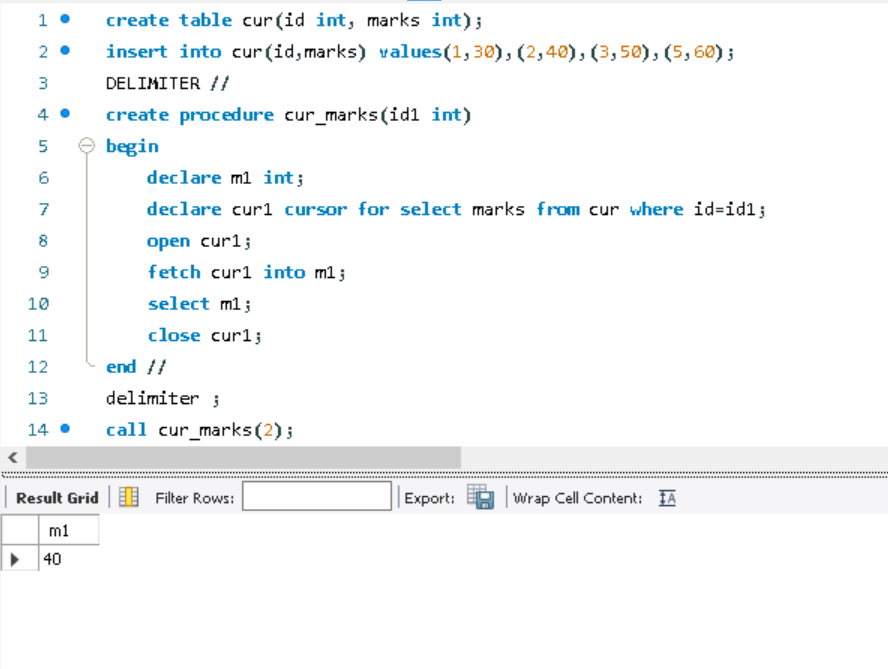 1 create table cur(id int, marks int);
2 insert into cur(id,marks) values(1,30),(2,40),(3,50),(5,60);
3 DELIMITER //
4 create procedure cur_marks(id1 int)
5 begin
6 declare m1 int;
7 declare cur1 cursor for select marks from cur where id=id1;
8 open cur1;
9 fetch cur1 into m1;
10 select m1;
11 close cur1;
12 end //
13 delimiter ;
14 call cur_marks(2);
Result Grid Filter Rows: Export: Wrap Cell Content: IA
m1
40